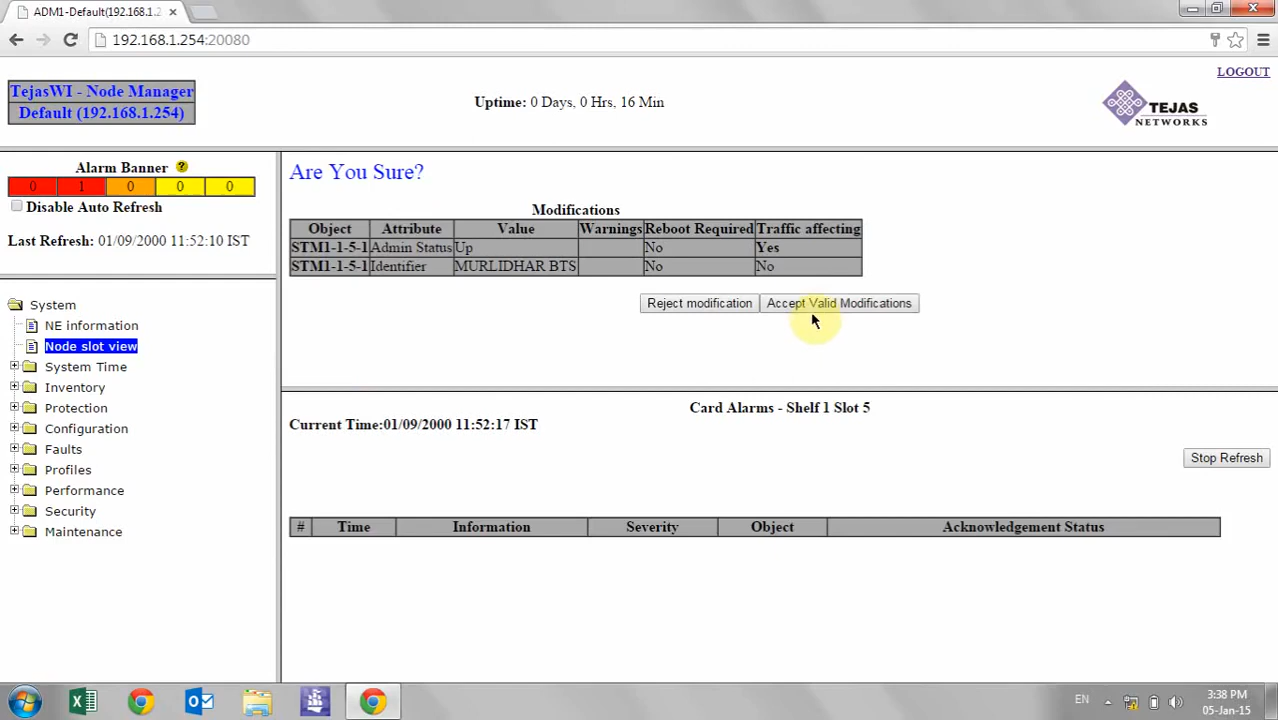 ADM1-Default(192.168.1.2
192.168.1.254:20080
LOGOUT
TejasWI - Node Manager
Default (192.168.1.254)
Uptime: 0 Days, 0 Hrs, 16 Min
TEJAS
NETWORKS
Alarm Banner ?
0 1 0 0 0
Disable Auto Refresh
Last Refresh: 01/09/2000 11:52:10 IST
System
NE information
Node slot view
System Time
Inventory
Protection
Configuration
Faults
Profiles
Performance
Security
Maintenance
Are You Sure?
Modifications
Object Attribute Value Warnings Reboot Required Traffic affecting
STM1-1-5-1 Admin Status Up No Yes
STM1-1-5-1 Identifier MURLIDHAR BTS No No
Reject modification Accept Valid Modifications
Card Alarms - Shelf 1 Slot 5
Current Time:01/09/2000 11:52:17 IST
Stop Refresh
# Time Information Severity Object Acknowledgement Status
EN
3:38 PM
05-Jan-15